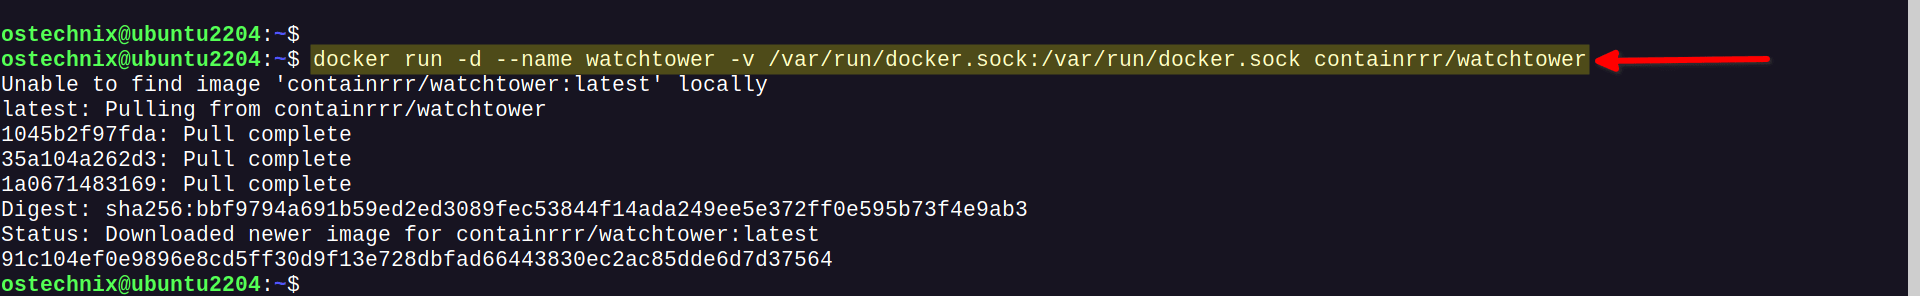 ostechnix@ubuntu2204:~$
ostechnix@ubuntu2204:~$ docker run -d --name watchtower -v /var/run/docker.sock:/var/run/docker.sock containrrr/watchtower
Unable to find image 'containrrr/watchtower:latest' locally
latest: Pulling from containrrr/watchtower
1045b2f97fda: Pull complete
35a104a262d3: Pull complete
1a0671483169: Pull complete
Digest: sha256:bbf9794a691b59ed2ed3089fec53844f14ada249ee5e372ff0e595b73f4e9ab3
Status: Downloaded newer image for containrrr/watchtower:latest
91c104ef0e9896e8cd5ff30d9f13e728dbfad66443830ec2ac85dde6d7d37564
ostechnix@ubuntu2204:~$